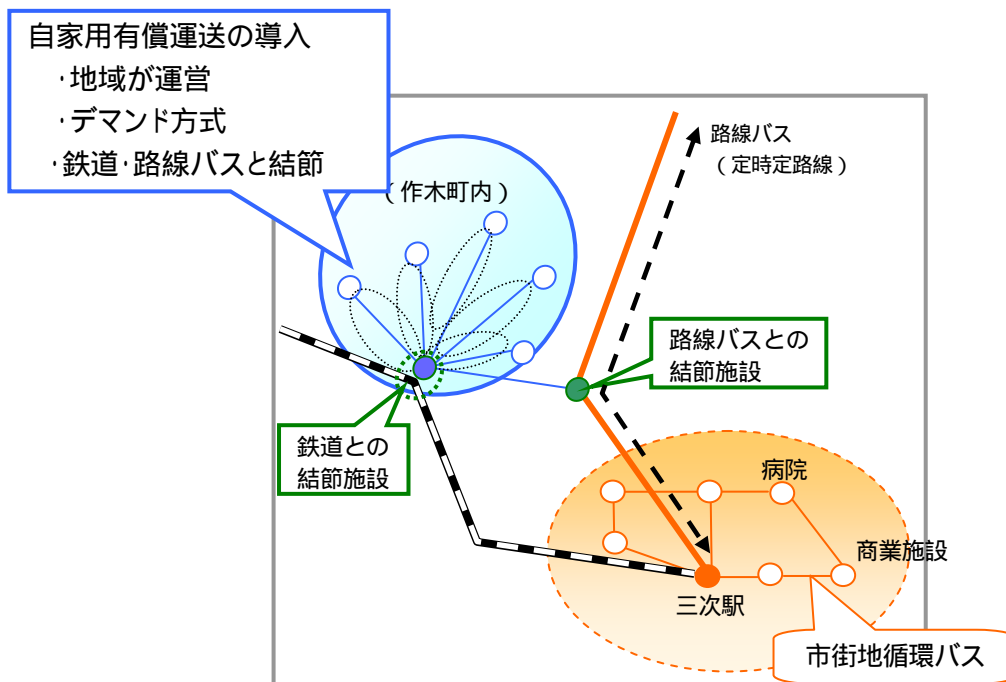 自家用有償運送の導入
・地域が運営
・デマンド方式
・鉄道・路線バスと結節
（作木町内）
路線バス
（定時定路線）
路線バスとの
結節施設
鉄道との
結節施設
病院
商業施設
三次駅
市街地循環バス